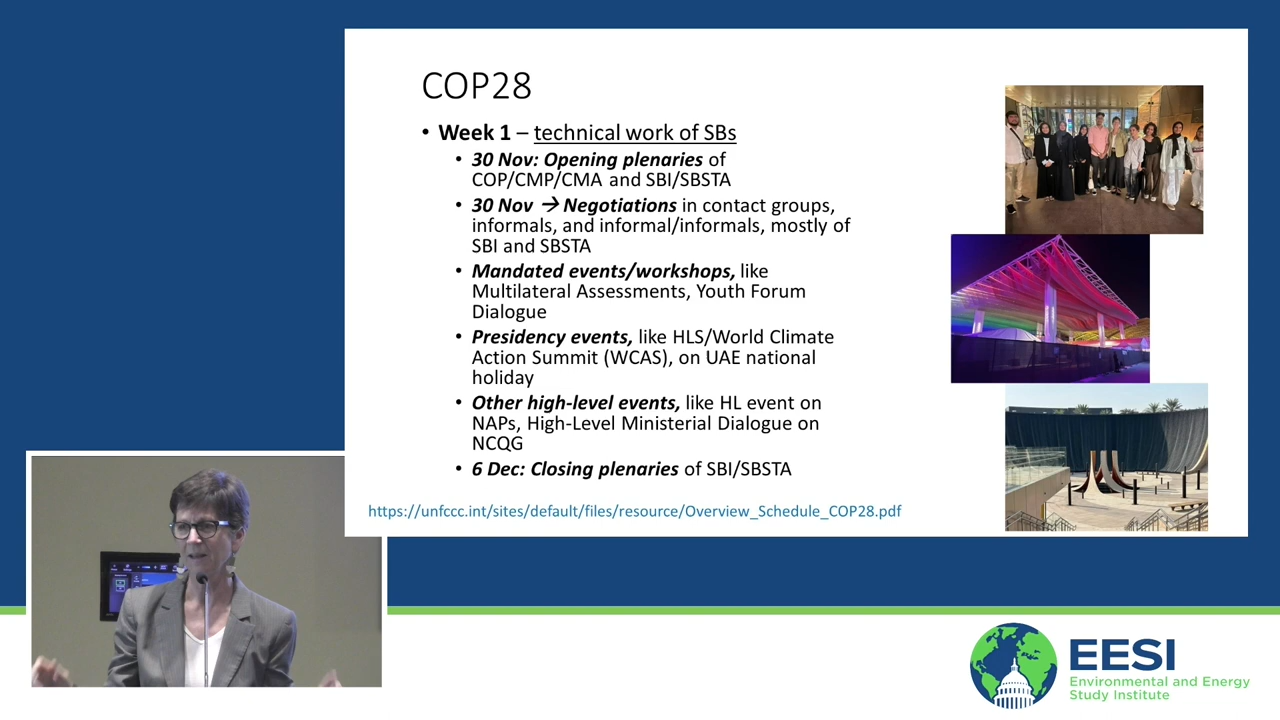 COP28
• Week 1 – technical work of SBs
• 30 Nov: Opening plenaries of
COP/CMP/CMA and SBI/SBSTA
• 30 Nov → Negotiations in contact groups,
informals, and informal/informals, mostly of
SBI and SBSTA
• Mandated events/workshops, like
Multilateral Assessments, Youth Forum
Dialogue
• Presidency events, like HLS/World Climate
Action Summit (WCAS), on UAE national
holiday
• Other high-level events, like HL event on
NAPs, High-Level Ministerial Dialogue on
NCQG
• 6 Dec: Closing plenaries of SBI/SBSTA
https://unfccc.int/sites/default/files/resource/Overview_Schedule_COP28.pdf
EESI
Environmental and Energy
Study Institute